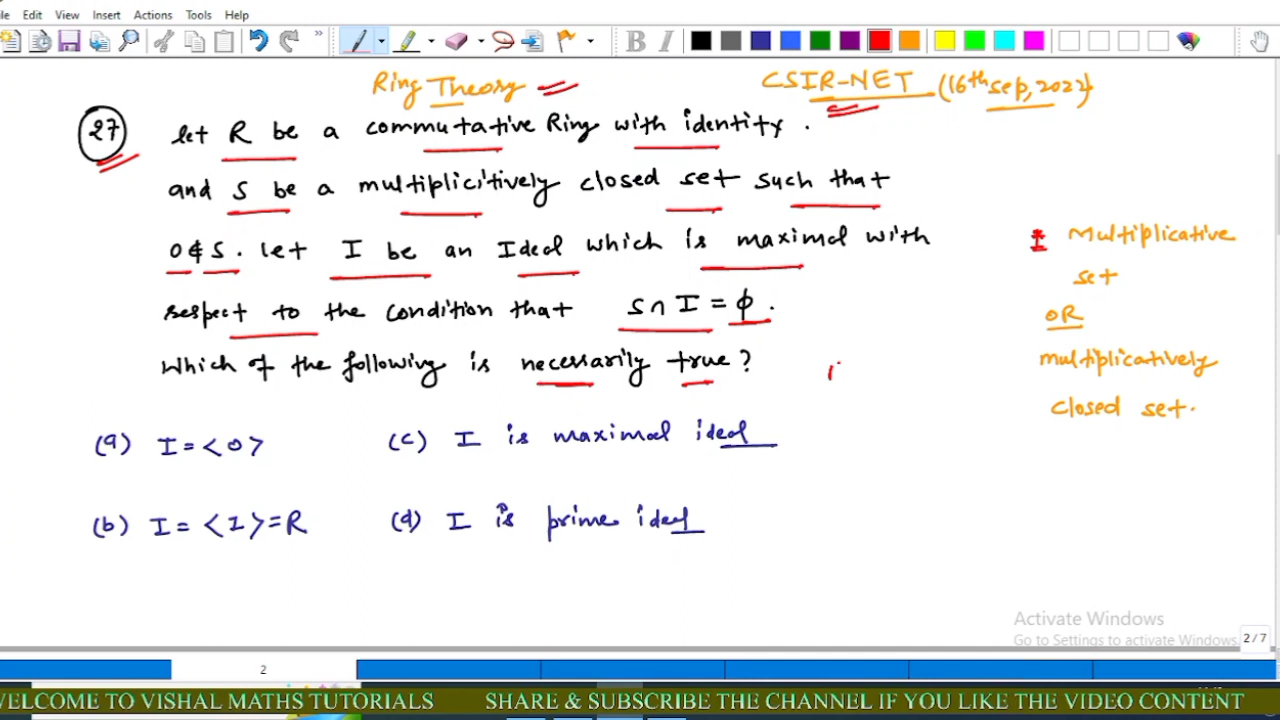 le Edit View Insert Actions Tools Help
Ring Theory CSIR-NET (16th sep, 2022)
27 let R be a commutative Ring with identity.
and S be a multiplicitively closed set such that
0 ∉ S. let I be an Ideal which is maximal with
respect to the condition that S ∩ I = ϕ.
Which of the following is necessarily true?
(a) I = <0> (c) I is maximal ideal
(b) I = <1> = R (d) I is prime ideal
Multiplicative
set
OR
multiplicatively
closed set.
Activate Windows
Go to Settings to activate Windows.
2 / 7
2
VELCOME TO VISHAL MATHS TUTORIALS SHARE & SUBSCRIBE THE CHANNEL IF YOU LIKE THE VIDEO CONTENT